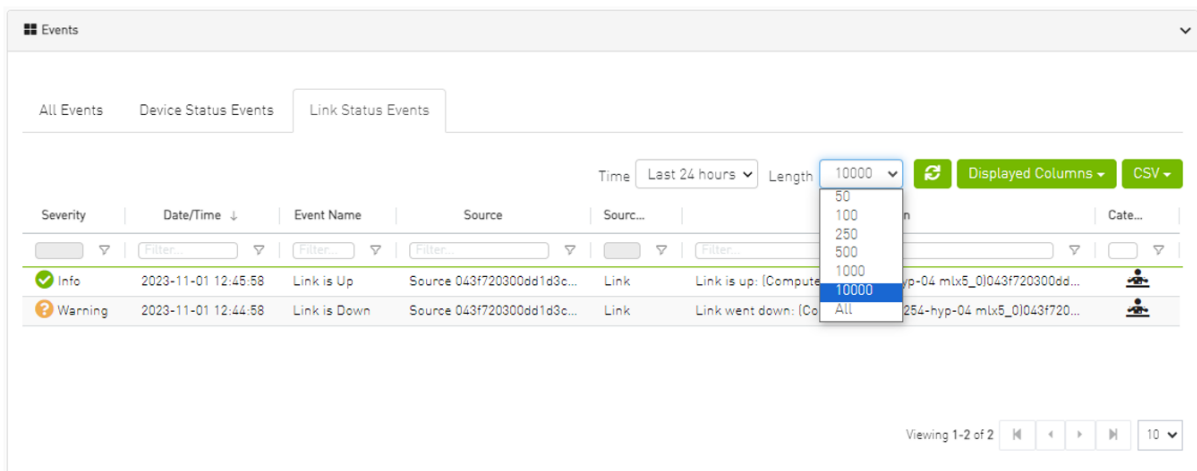 Events
All Events Device Status Events Link Status Events
Time Last 24 hours Length 10000 Displayed Columns CSV
50
100
250
500
1000
10000
All
Severity Date/Time ↓ Event Name Source Sourc... n Cate...
Filter... Filter... Filter... Filter...
Info 2023-11-01 12:45:58 Link is Up Source 043f720300dd1d3c... Link Link is up: (Compute yp-04 mlx5_0)043f720300dd...
Warning 2023-11-01 12:44:58 Link is Down Source 043f720300dd1d3c... Link Link went down: (Co 254-hyp-04 mlx5_0)043f720...
Viewing 1-2 of 2 10